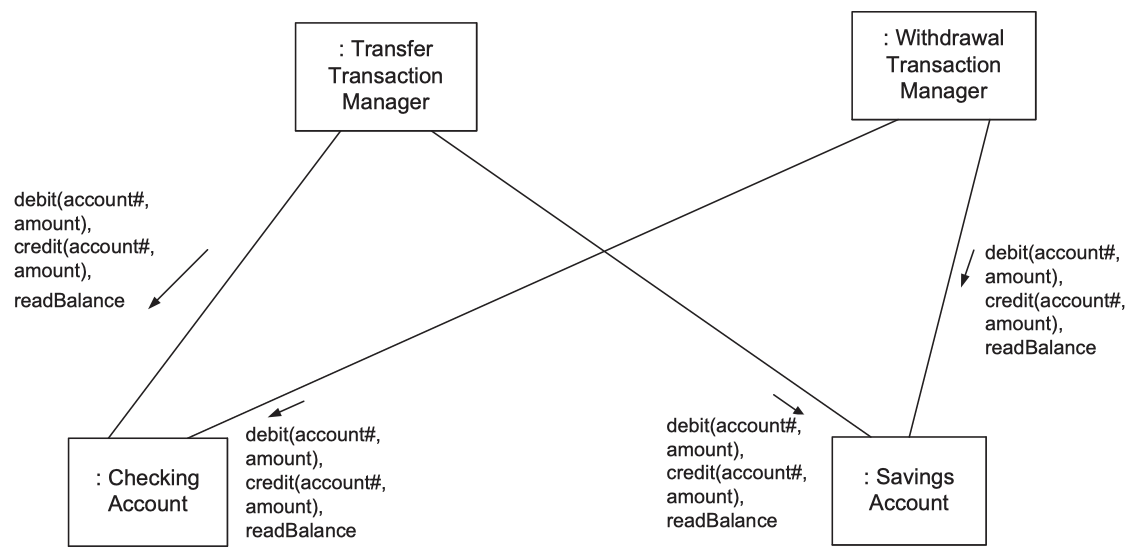 : Transfer
Transaction
Manager
: Withdrawal
Transaction
Manager
debit(account#,
amount),
credit(account#,
amount),
readBalance
debit(account#,
amount),
credit(account#,
amount),
readBalance
: Checking
Account
debit(account#,
amount),
credit(account#,
amount),
readBalance
debit(account#,
amount),
credit(account#,
amount),
readBalance
: Savings
Account